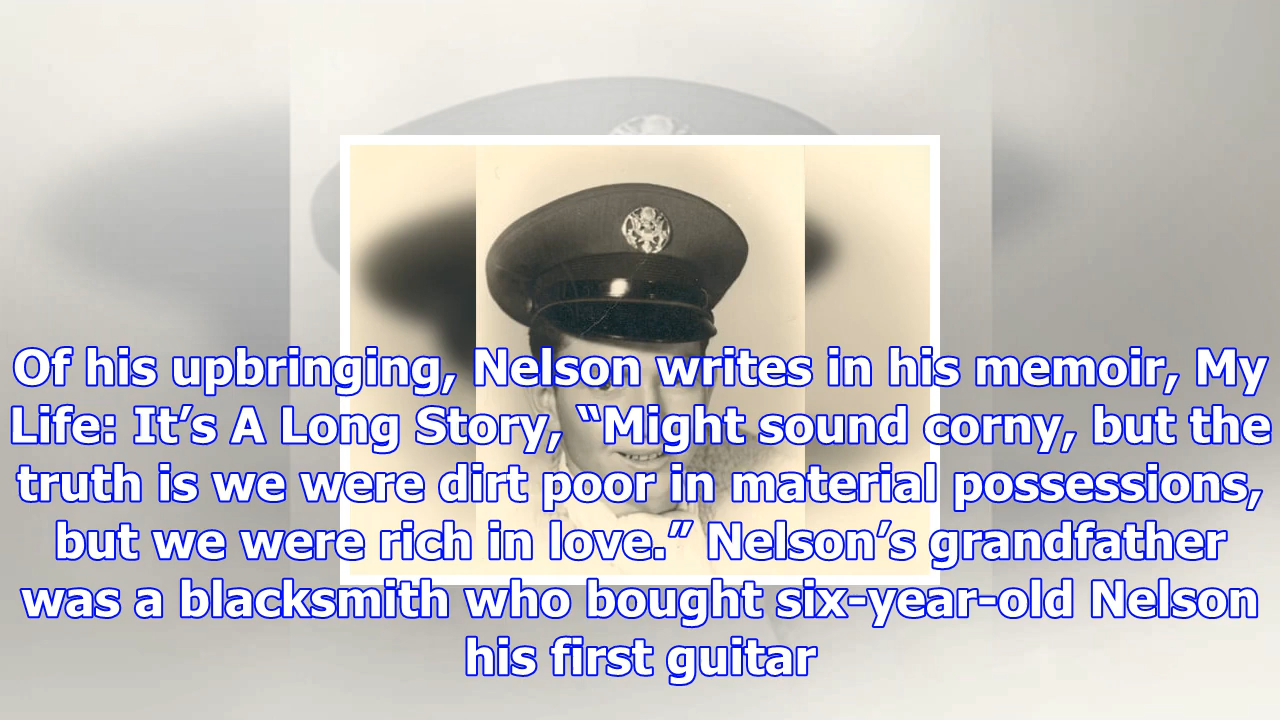 Of his upbringing, Nelson writes in his memoir, My
Life: It’s A Long Story, “Might sound corny, but the
truth is we were dirt poor in material possessions,
but we were rich in love.” Nelson’s grandfather
was a blacksmith who bought six-year-old Nelson
his first guitar